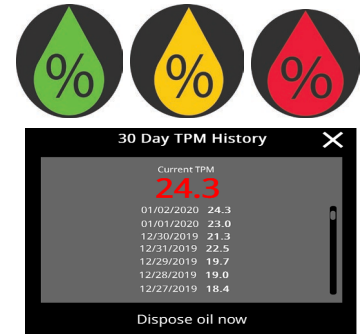 % % %
30 Day TPM History X
Current TPM
24.3
01/02/2020 24.3
01/01/2020 23.0
12/30/2019 21.3
12/31/2019 22.5
12/29/2019 19.7
12/28/2019 19.0
12/27/2019 18.4
Dispose oil now